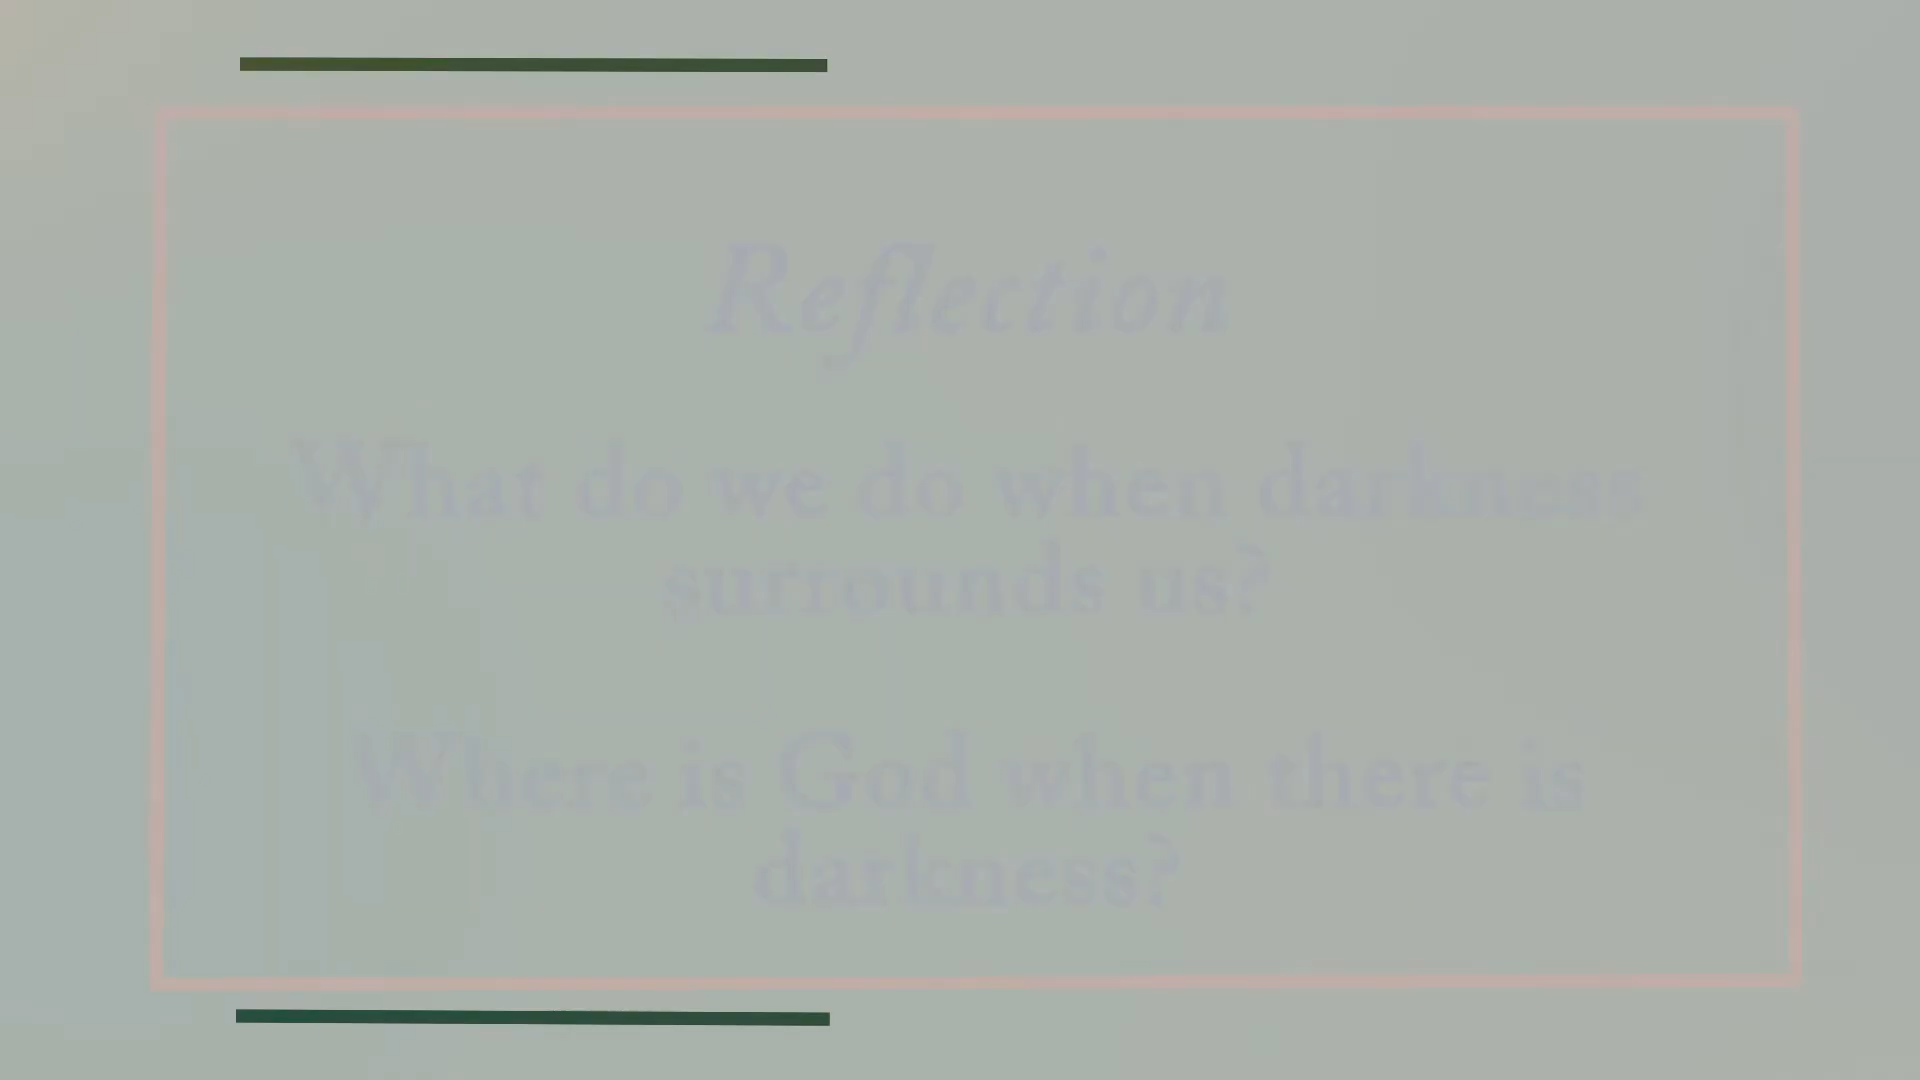 Reflection
What do we do when darkness
surrounds us?
Where is God when there is
darkness?